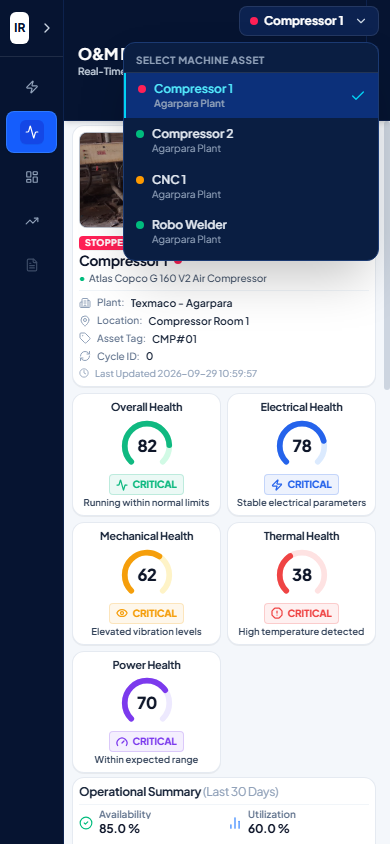 IR
Compressor 1
O&M
Real-Time
SELECT MACHINE ASSET
Compressor 1
Agarpara Plant
Compressor 2
Agarpara Plant
CNC 1
Agarpara Plant
Robo Welder
Agarpara Plant
STOPPE
Compressor 1
Atlas Copco G 160 V2 Air Compressor
Plant: Texmaco - Agarpara
Location: Compressor Room 1
Asset Tag: CMP#01
Cycle ID: 0
Last Updated 2026-09-29 10:59:57
Overall Health
82
CRITICAL
Running within normal limits
Electrical Health
78
CRITICAL
Stable electrical parameters
Mechanical Health
62
CRITICAL
Elevated vibration levels
Thermal Health
38
CRITICAL
High temperature detected
Power Health
70
CRITICAL
Within expected range
Operational Summary (Last 30 Days)
Availability
85.0 %
Utilization
60.0 %